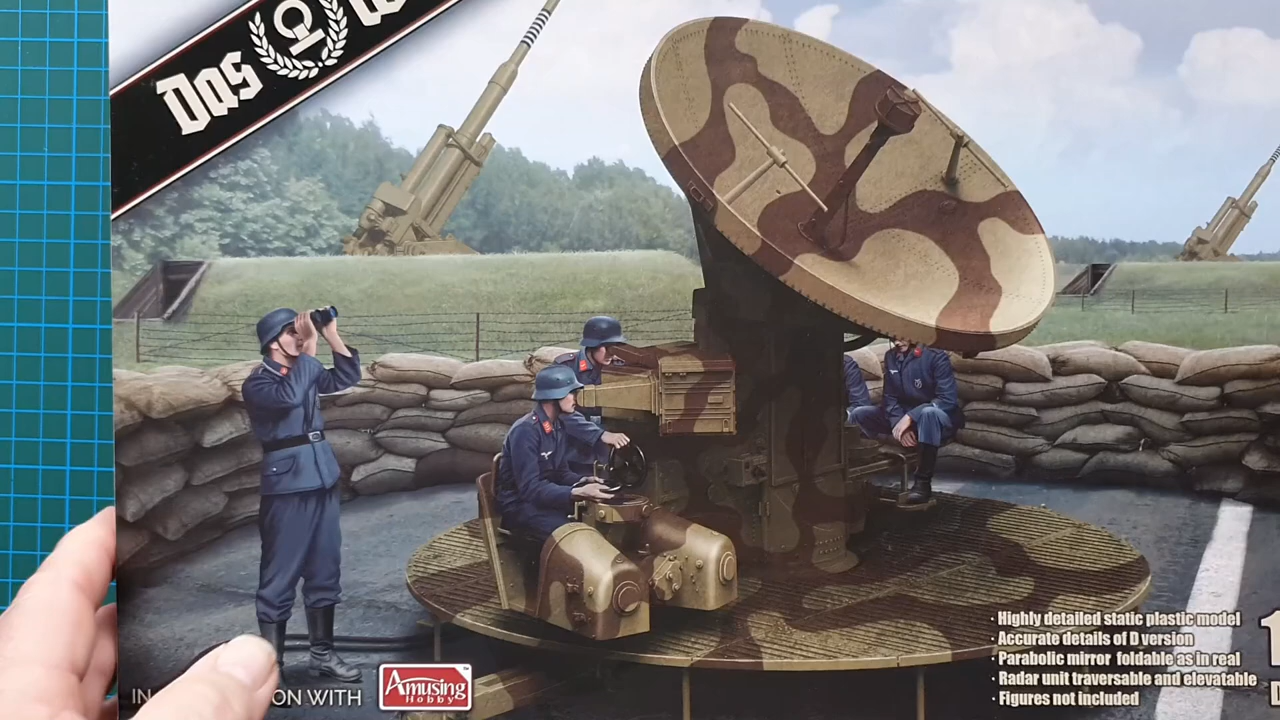 Das
IN
ON WITH
Amusing
Hobby
· Highly detailed static plastic model
· Accurate details of D version
· Parabolic mirror foldable as in real
· Radar unit traversable and elevatable
· Figures not included